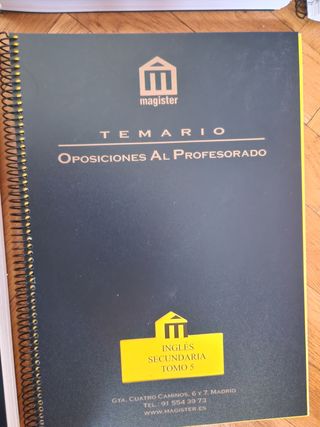 magister
TEMARIO
OPOSICIONES AL PROFESORADO
INGLÉS
SECUNDARIA
TOMO 5
GTA. CUATRO CAMINOS, 6 Y 7. MADRID
TEL.: 91 554 39 73
WWW.MAGISTER.ES